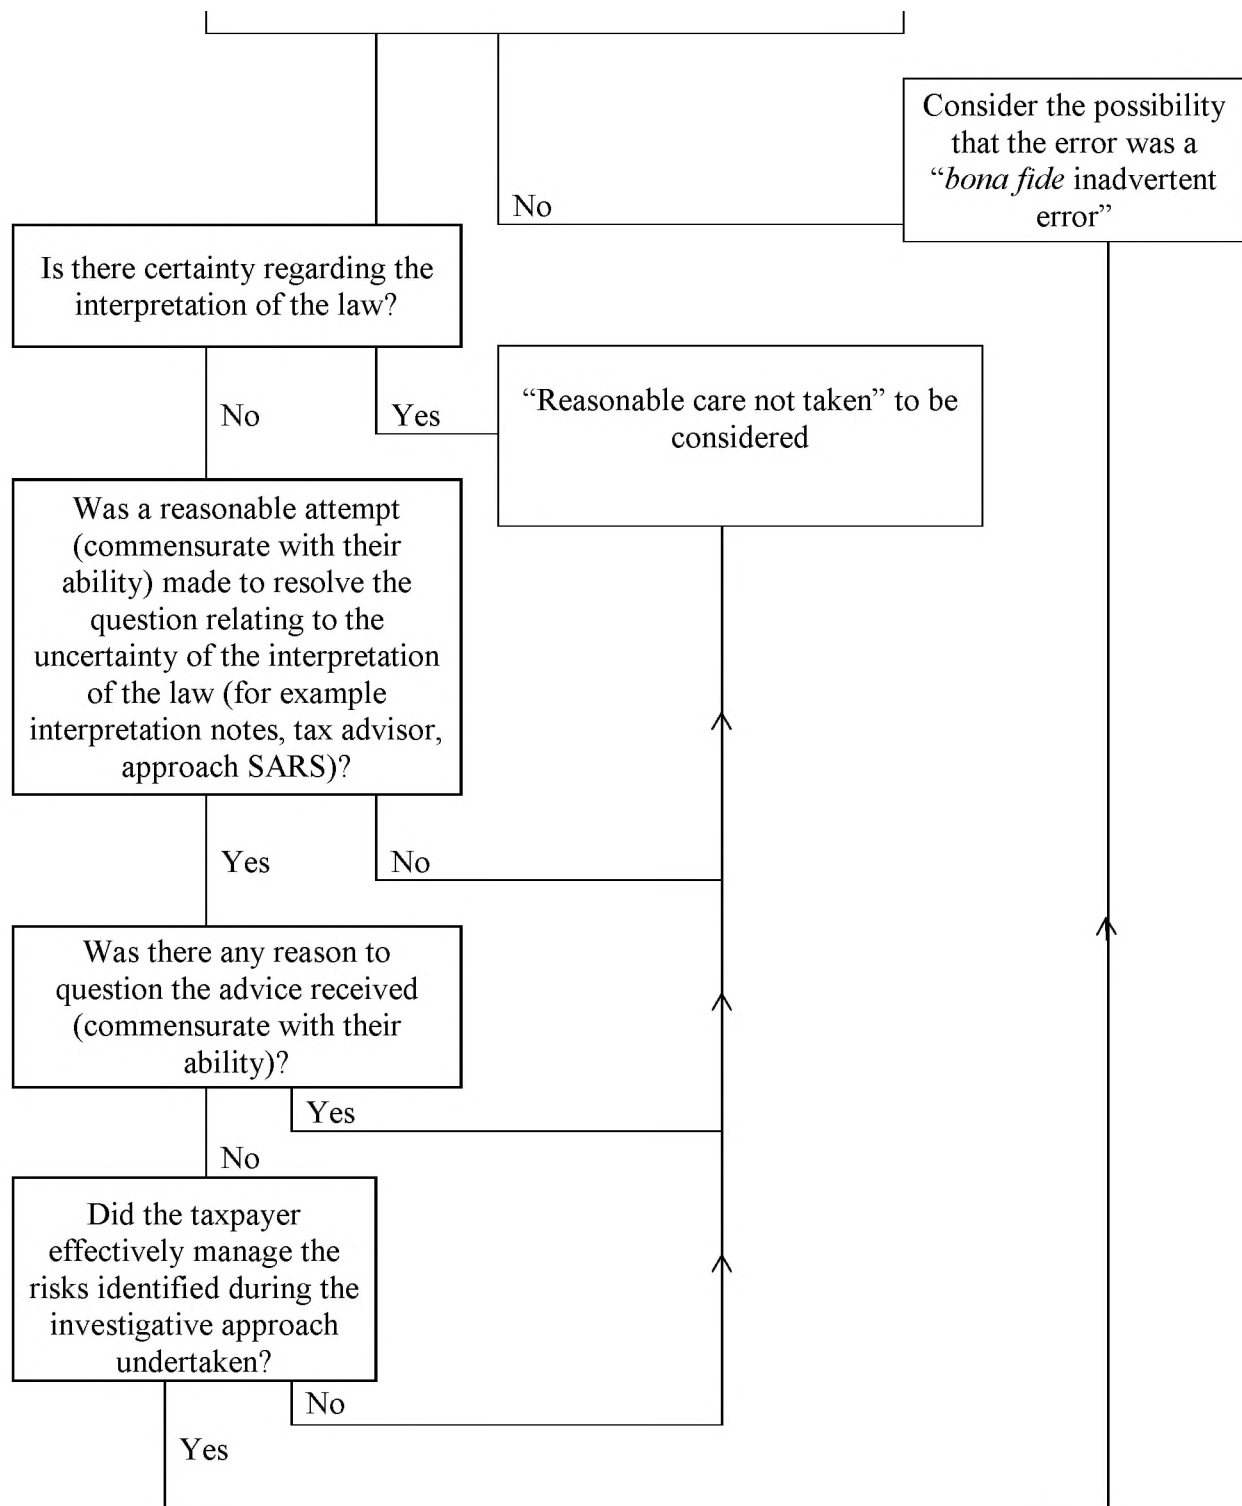 Consider the possibility
that the error was a
“bona fide inadvertent
error”
No
Is there certainty regarding the
interpretation of the law?
“Reasonable care not taken” to be
considered
No
Yes
Was a reasonable attempt
(commensurate with their
ability) made to resolve the
question relating to the
uncertainty of the interpretation
of the law (for example
interpretation notes, tax advisor,
approach SARS)?
Yes
No
Was there any reason to
question the advice received
(commensurate with their
ability)?
Yes
No
Did the taxpayer
effectively manage the
risks identified during the
investigative approach
undertaken?
No
Yes